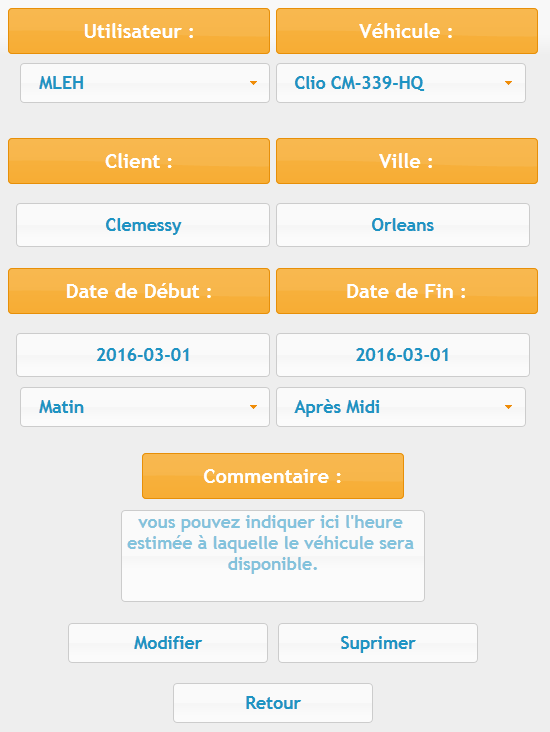 Utilisateur :
Véhicule :
MLEH
Clio CM-339-HQ
Client :
Ville :
Clemessy
Orleans
Date de Début :
Date de Fin :
2016-03-01
2016-03-01
Matin
Après Midi
Commentaire :
vous pouvez indiquer ici l'heure
estimée à laquelle le véhicule sera
disponible.
Modifier
Suprimer
Retour